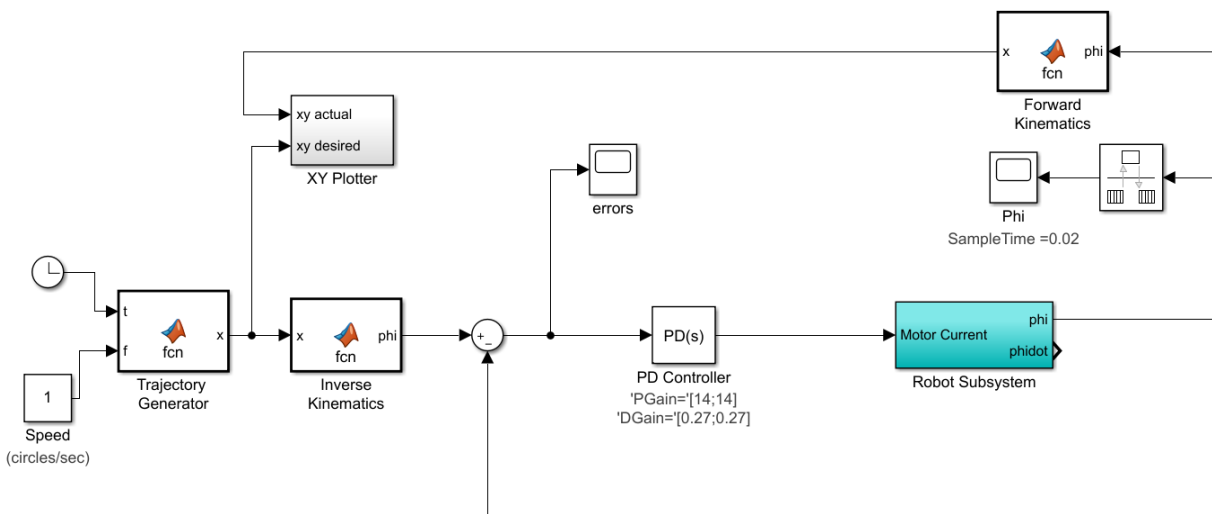 x
fcn
phi
Forward
Kinematics
xy actual
xy desired
XY Plotter
errors
Phi
SampleTime =0.02
t
f
x
fcn
Trajectory
Generator
1
Speed
(circles/sec)
x
fcn
phi
Inverse
Kinematics
+
−
PD(s)
PD Controller
'PGain='[14;14]
'DGain='[0.27;0.27]
Motor Current
phi
phidot
Robot Subsystem